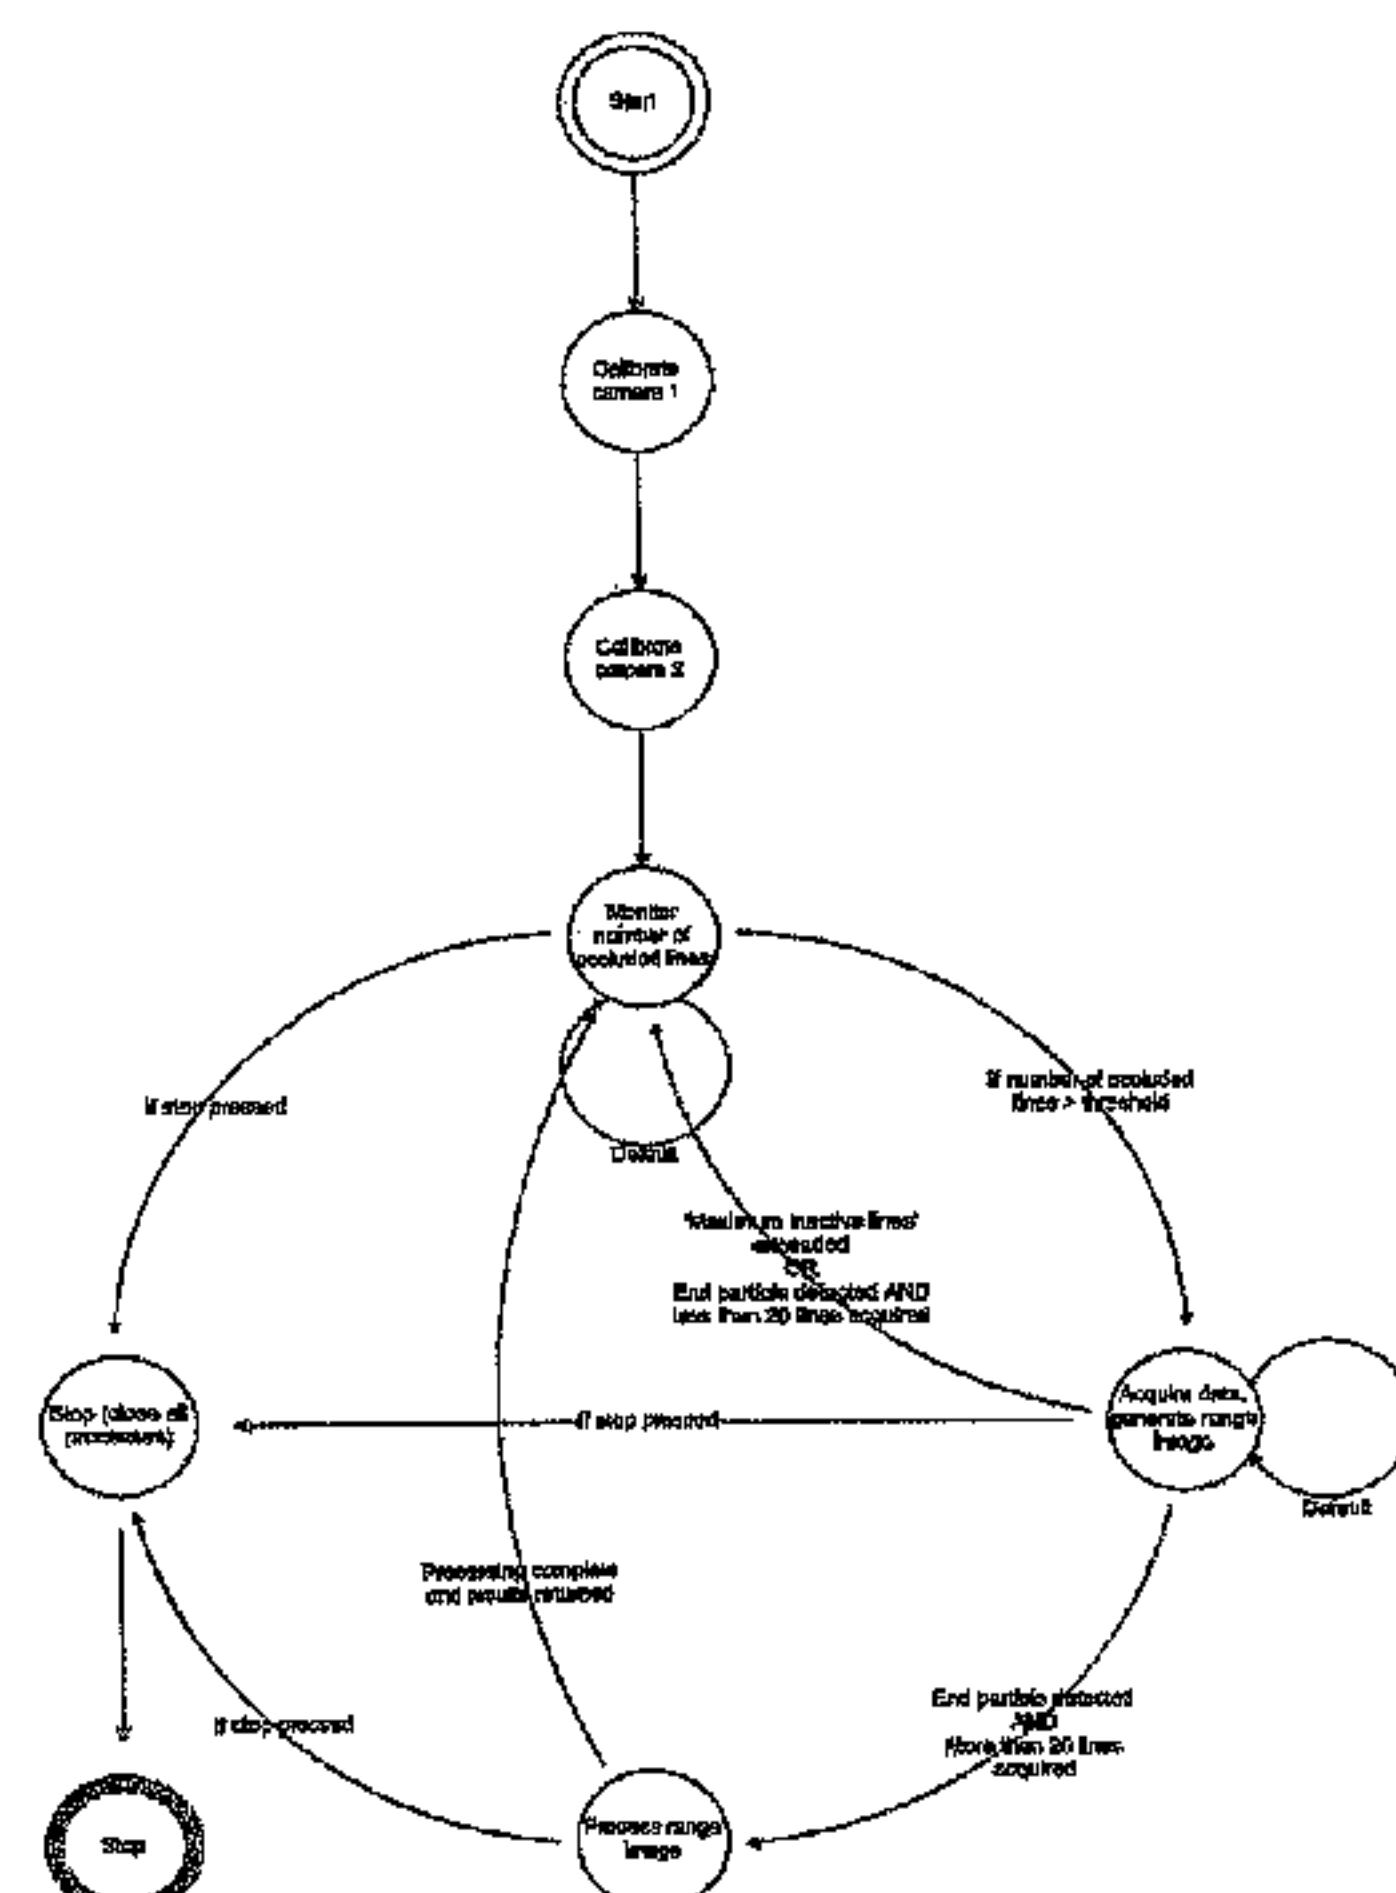 Start
Calibrate
camera 1
Calibrate
camera 2
Monitor
number of
occluded lines
If stop pressed
If number of occluded
lines > threshold
Default
'Maximum inactive lines'
exceeded
OR
End particle detected AND
Less than 20 lines acquired
Acquire data,
generate range
image
Stop (close all
processes)
If stop pressed
Default
Processing complete
and results returned
End particle detected
AND
More than 20 lines
acquired
If stop pressed
Process range
image
Stop